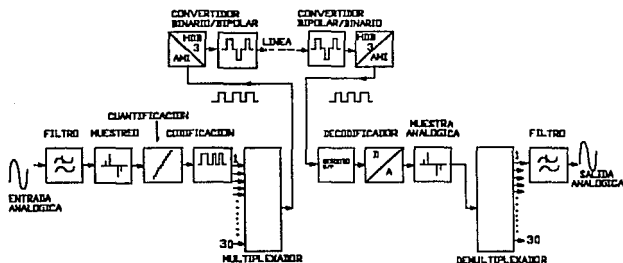 CONVERTIDOR
BINARIO/BIPOLAR
CONVERTIDOR
BIPOLAR/BINARIO
HDB
3
AMI
LINEA
HDB
3
AMI
CUANTIFICACION
FILTRO
MUESTREO
CODIFICACION
DECODIFICADOR
MUESTRA
ANALOGICA
FILTRO
1
D
A
1
ENTRADA
ANALOGICA
SALIDA
ANALOGICA
30
MULTIPLEXADOR
30
DEMULTIPLEXADOR